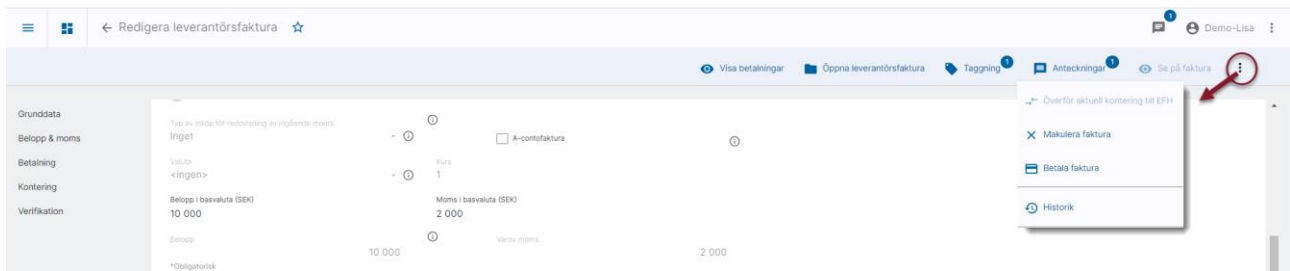 1
Redigera leverantörsfaktura
Demo-Lisa
Visa betalningar
Öppna leverantörsfaktura
Taggning 1
Anteckningar 1
Se på faktura
Överför aktuell kontering till EFH
Makulera faktura
Betala faktura
Historik
Grunddata
Belopp & moms
Betalning
Kontering
Verifikation
Typ av inköp för redovisning av ingående moms
Inget
A-contofaktura
Valuta
<ingen>
Kurs
1
Belopp i basvaluta (SEK)
10 000
Moms i basvaluta (SEK)
2 000
Belopp
10 000
Varav moms
2 000
*Obligatorisk